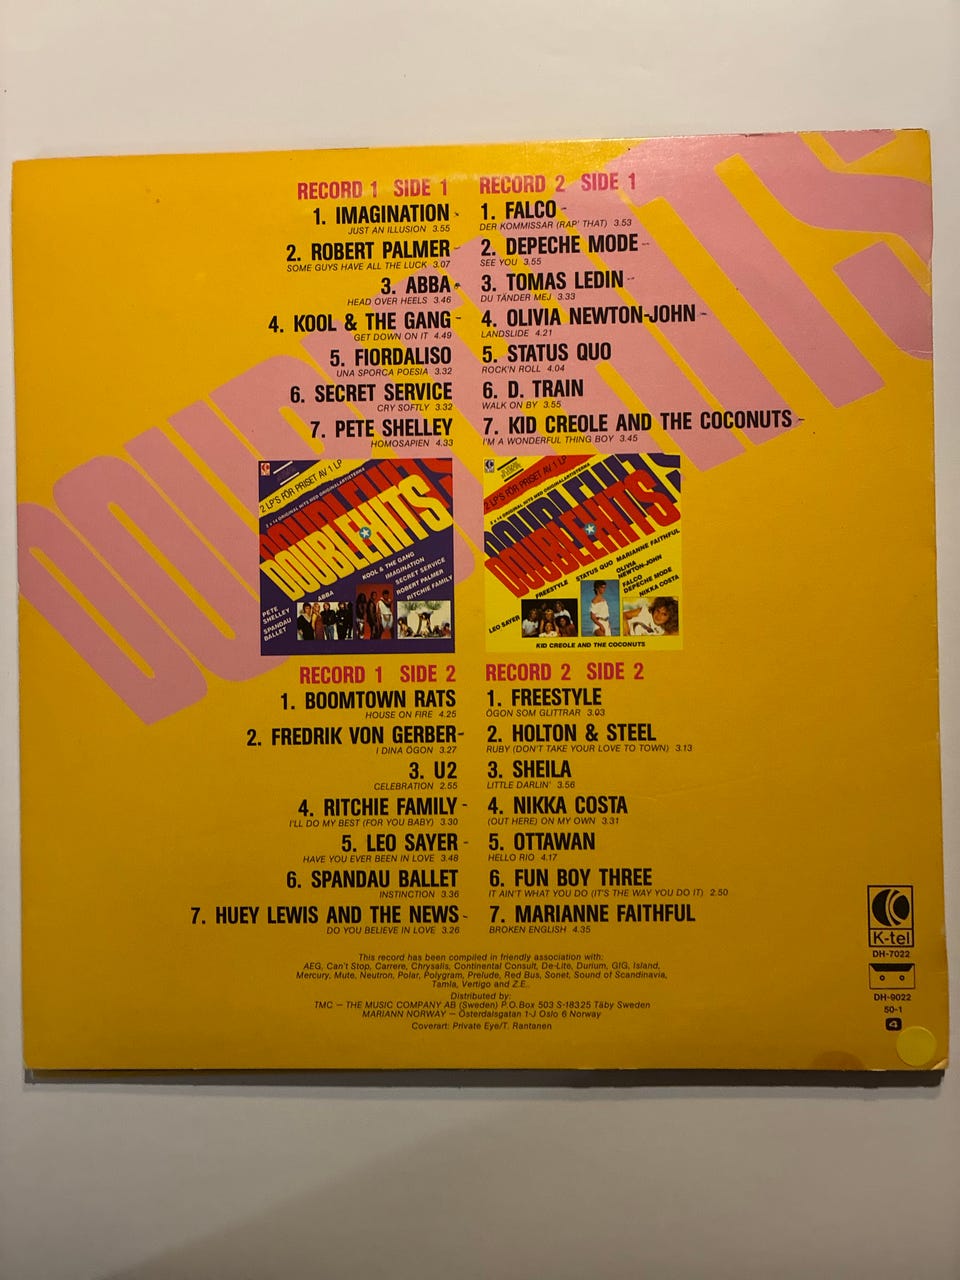 DOUBLE HITS
RECORD 1 SIDE 1
1. IMAGINATION
JUST AN ILLUSION 3.55
2. ROBERT PALMER
SOME GUYS HAVE ALL THE LUCK 3.07
3. ABBA
HEAD OVER HEELS 3.46
4. KOOL & THE GANG
GET DOWN ON IT 4.49
5. FIORDALISO
UNA SPORCA POESIA 3.32
6. SECRET SERVICE
CRY SOFTLY 3.32
7. PETE SHELLEY
HOMOSAPIEN 4.33
RECORD 2 SIDE 1
1. FALCO
DER KOMMISSAR (RAP' THAT) 3.53
2. DEPECHE MODE
SEE YOU 3.55
3. TOMAS LEDIN
DU TÄNDER MEJ 3.33
4. OLIVIA NEWTON-JOHN
LANDSLIDE 4.21
5. STATUS QUO
ROCK'N ROLL 4.04
6. D. TRAIN
WALK ON BY 3.55
7. KID CREOLE AND THE COCONUTS
I'M A WONDERFUL THING BOY 3.45
2 LP'S FÖR PRISET AV 1 LP
2 x 14 ORIGINAL HITS MED ORIGINALARTISTERNA
DOUBLEHITS
DOUBLEHITS
KOOL & THE GANG
IMAGINATION
SECRET SERVICE
ROBERT PALMER
RITCHIE FAMILY
ABBA
PETE
SHELLEY
SPANDAU
BALLET
2 LP'S FÖR PRISET AV 1 LP
2 x 14 ORIGINAL HITS MED ORIGINALARTISTERNA
DOUBLEHITS
DOUBLEHITS
MARIANNE FAITHFUL
STATUS QUO
OLIVIA
NEWTON-JOHN
FREESTYLE
FALCO
DEPECHE MODE
NIKKA COSTA
LEO SAYER
KID CREOLE AND THE COCONUTS
RECORD 1 SIDE 2
1. BOOMTOWN RATS
HOUSE ON FIRE 4.25
2. FREDRIK VON GERBER
I DINA ÖGON 3.27
3. U2
CELEBRATION 2.55
4. RITCHIE FAMILY
I'LL DO MY BEST (FOR YOU BABY) 3.30
5. LEO SAYER
HAVE YOU EVER BEEN IN LOVE 3.48
6. SPANDAU BALLET
INSTINCTION 3.36
7. HUEY LEWIS AND THE NEWS
DO YOU BELIEVE IN LOVE 3.26
RECORD 2 SIDE 2
1. FREESTYLE
ÖGON SOM GLITTRAR 3.03
2. HOLTON & STEEL
RUBY (DON'T TAKE YOUR LOVE TO TOWN) 3.13
3. SHEILA
LITTLE DARLIN' 3.56
4. NIKKA COSTA
(OUT HERE) ON MY OWN 3.31
5. OTTAWAN
HELLO RIO 4.17
6. FUN BOY THREE
IT AIN'T WHAT YOU DO (IT'S THE WAY YOU DO IT) 2.50
7. MARIANNE FAITHFUL
BROKEN ENGLISH 4.35
This record has been compiled in friendly association with:
AEG, Can't Stop, Carrere, Chrysalis, Continental Consult, De-Lite, Durium, GIG, Island,
Mercury, Mute, Neutron, Polar, Polygram, Prelude, Red Bus, Sonet, Sound of Scandinavia,
Tamla, Vertigo and Z.E..
Distributed by:
TMC – THE MUSIC COMPANY AB (Sweden) P.O.Box 503 S-18325 Täby Sweden
MARIANN NORWAY – Österdalsgatan 1-J Oslo 6 Norway
Coverart: Private Eye/T. Rantanen
K-tel
DH-7022
DH-9022
50-1
4